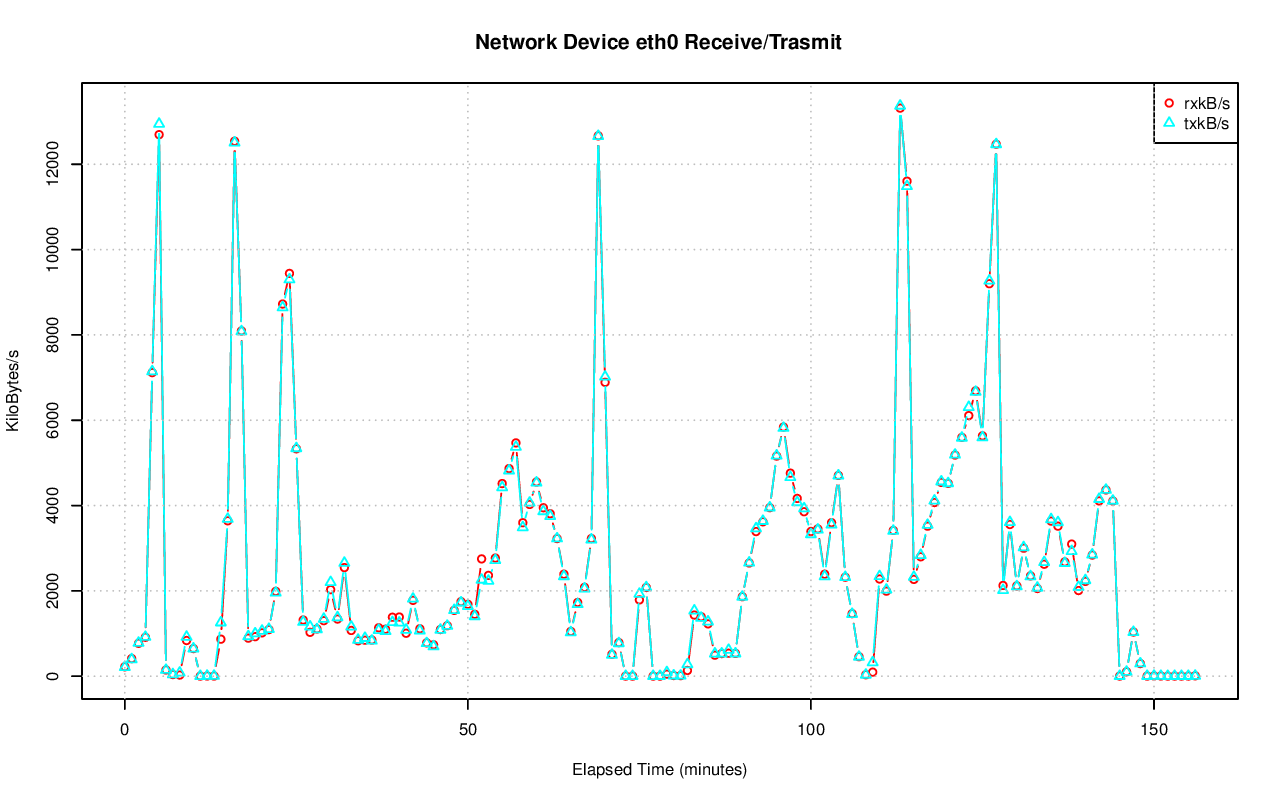 Network Device eth0 Receive/Trasmit
rxkB/s
txkB/s
KiloBytes/s
12000
10000
8000
6000
4000
2000
0
0 50 100 150
Elapsed Time (minutes)